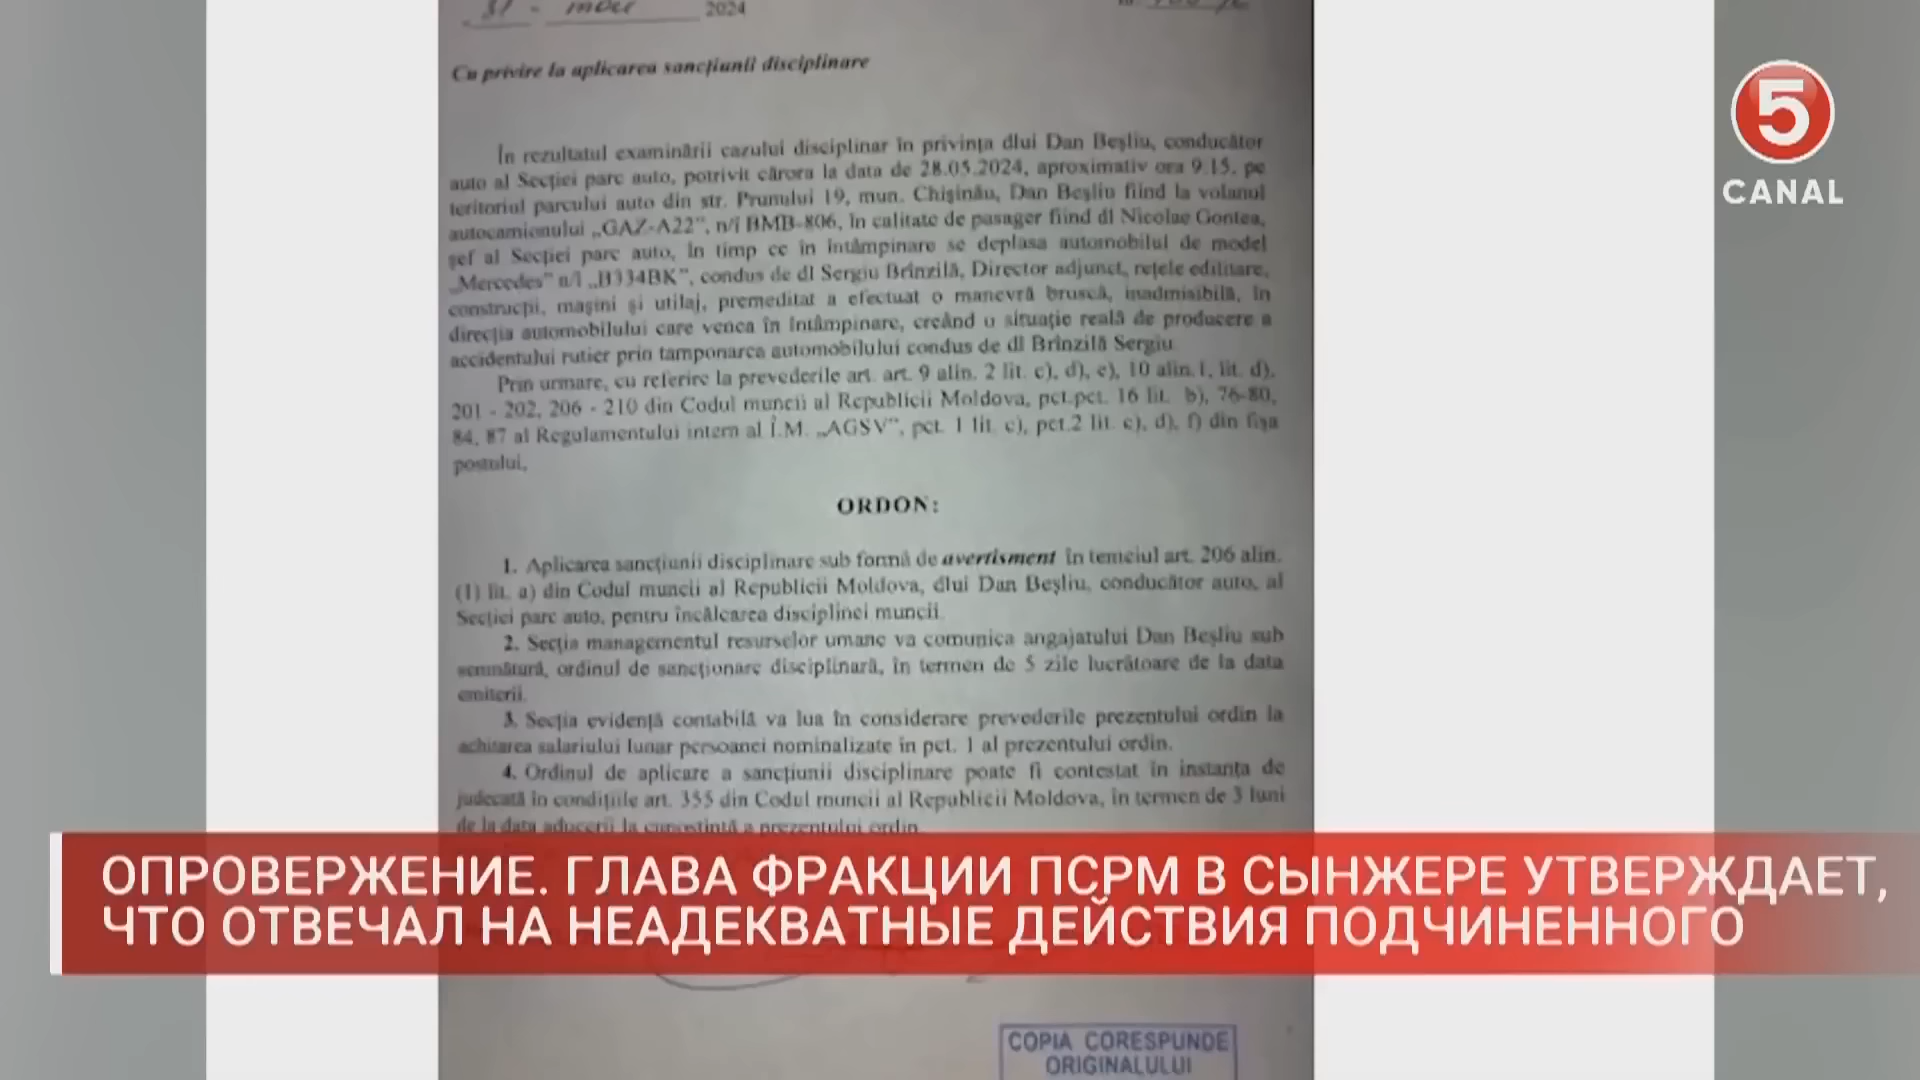 31 - mai 2024
Cu privire la aplicarea sancțiunii disciplinare
În rezultatul examinării cazului disciplinar în privința dlui Dan Beșliu, conducător
auto al Secției parc auto, potrivit cărora la data de 28.05.2024, aproximativ ora 9.15, pe
teritoriul parcului auto din str. Prunului 19, mun. Chișinău, Dan Beșliu fiind la volanul
autocamionului „GAZ-A22”, n/î BMB-806, în calitate de pasager fiind dl Nicolae Gontea,
șef al Secției parc auto, în timp ce în întâmpinare se deplasa automobilul de model
„Mercedes” n/î „B334BK”, condus de dl Sergiu Brînzilă, Director adjunct, rețele edilitare,
construcții, mașini și utilaj, premeditat a efectuat o manevră bruscă, inadmisibilă, în
direcția automobilului care venea în întâmpinare, creând o situație reală de producere a
accidentului rutier prin tamponarea automobilului condus de dl Brînzilă Sergiu.
Prin urmare, cu referire la prevederile art. art. 9 alin. 2 lit. c), d), e), 10 alin.1, lit. d),
201 - 202, 206 - 210 din Codul muncii al Republicii Moldova, pct.pct. 16 lit. b), 76-80,
84, 87 al Regulamentului intern al Î.M. „AGSV”, pct. 1 lit. c), pct.2 lit. c), d), f) din fișa
postului,
ORDON:
1. Aplicarea sancțiunii disciplinare sub formă de avertisment în temeiul art. 206 alin.
(1) lit. a) din Codul muncii al Republicii Moldova, dlui Dan Beșliu, conducător auto, al
Secției parc auto, pentru încălcarea disciplinei muncii.
2. Secția managementul resurselor umane va comunica angajatului Dan Beșliu sub
semnătură, ordinul de sancționare disciplinară, în termen de 5 zile lucrătoare de la data
emiterii.
3. Secția evidență contabilă va lua în considerare prevederile prezentului ordin la
achitarea salariului lunar persoanei nominalizate în pct. 1 al prezentului ordin.
4. Ordinul de aplicare a sancțiunii disciplinare poate fi contestat în instanța de
judecată în condițiile art. 355 din Codul muncii al Republicii Moldova, în termen de 3 luni
de la data aducerii la cunoștință a prezentului ordin.
5
CANAL
ОПРОВЕРЖЕНИЕ. ГЛАВА ФРАКЦИИ ПСРМ В СЫНЖЕРЕ УТВЕРЖДАЕТ,
ЧТО ОТВЕЧАЛ НА НЕАДЕКВАТНЫЕ ДЕЙСТВИЯ ПОДЧИНЕННОГО
COPIA CORESPUNDE
ORIGINALULUI